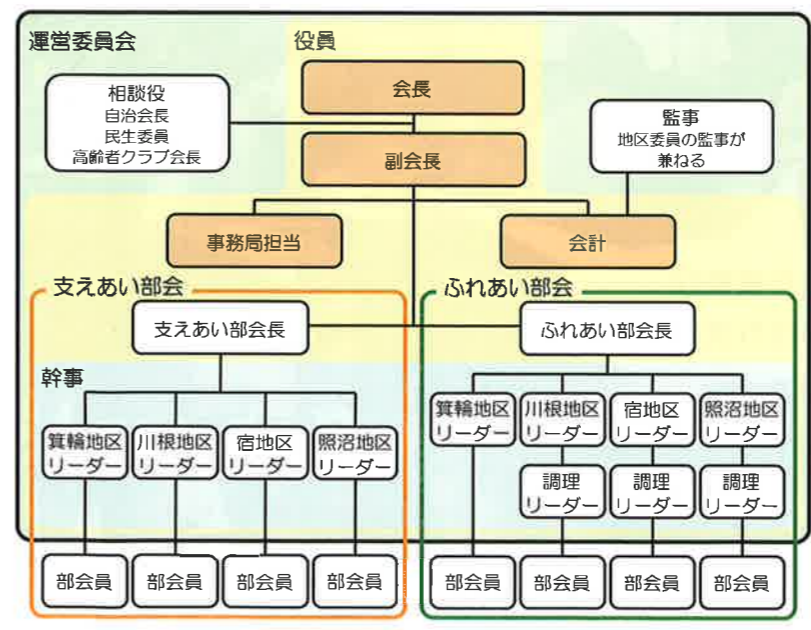 運営委員会
役員
相談役
自治会長
民生委員
高齢者クラブ会長
会長
監事
地区委員の監事が
兼ねる
副会長
事務局担当
会計
支えあい部会
ふれあい部会
支えあい部会長
ふれあい部会長
幹事
箕輪地区
リーダー
川根地区
リーダー
宿地区
リーダー
照沼地区
リーダー
箕輪地区
リーダー
川根地区
リーダー
宿地区
リーダー
照沼地区
リーダー
調理
リーダー
調理
リーダー
調理
リーダー
部会員
部会員
部会員
部会員
部会員
部会員
部会員
部会員